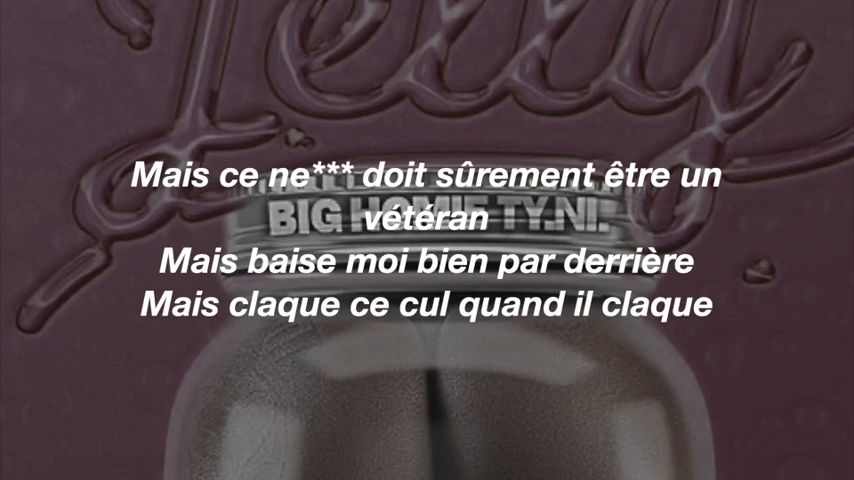 Jelly
Mais ce ne*** doit sûrement être un
BIG HOMIE TY.NI.
vétéran
Mais baise moi bien par derrière
Mais claque ce cul quand il claque